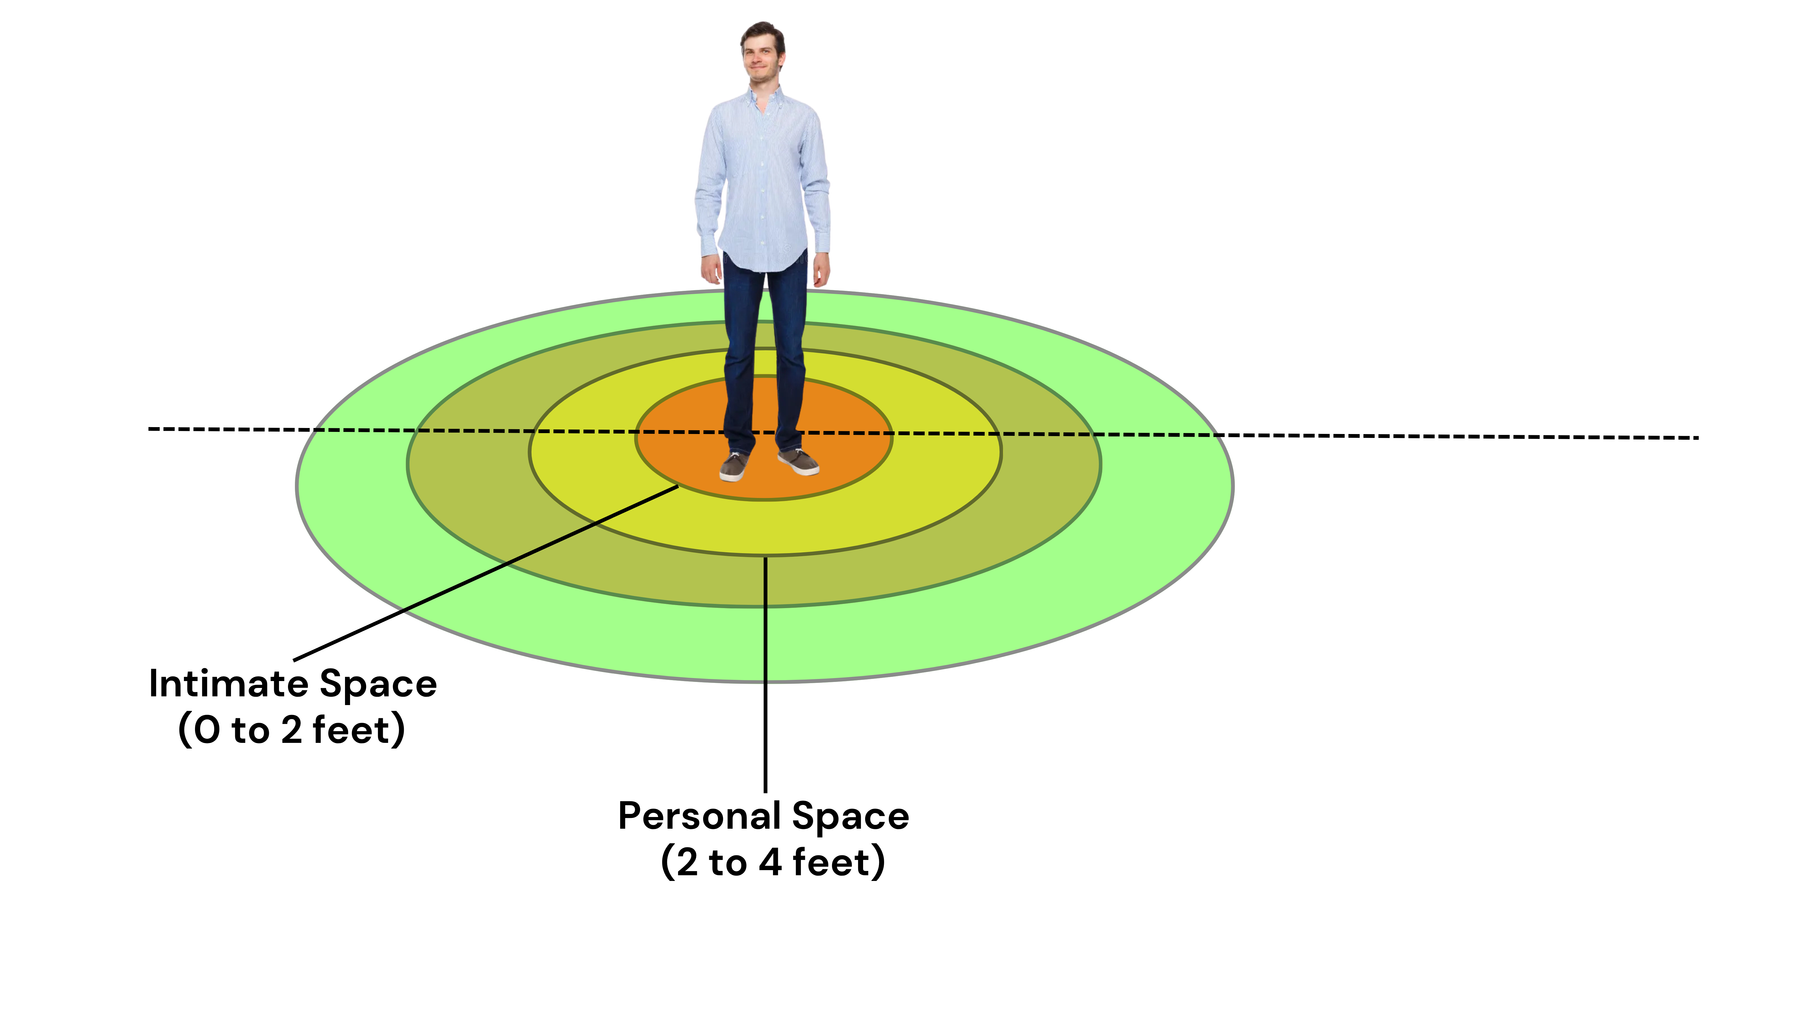 Intimate Space
(0 to 2 feet)
Personal Space
(2 to 4 feet)